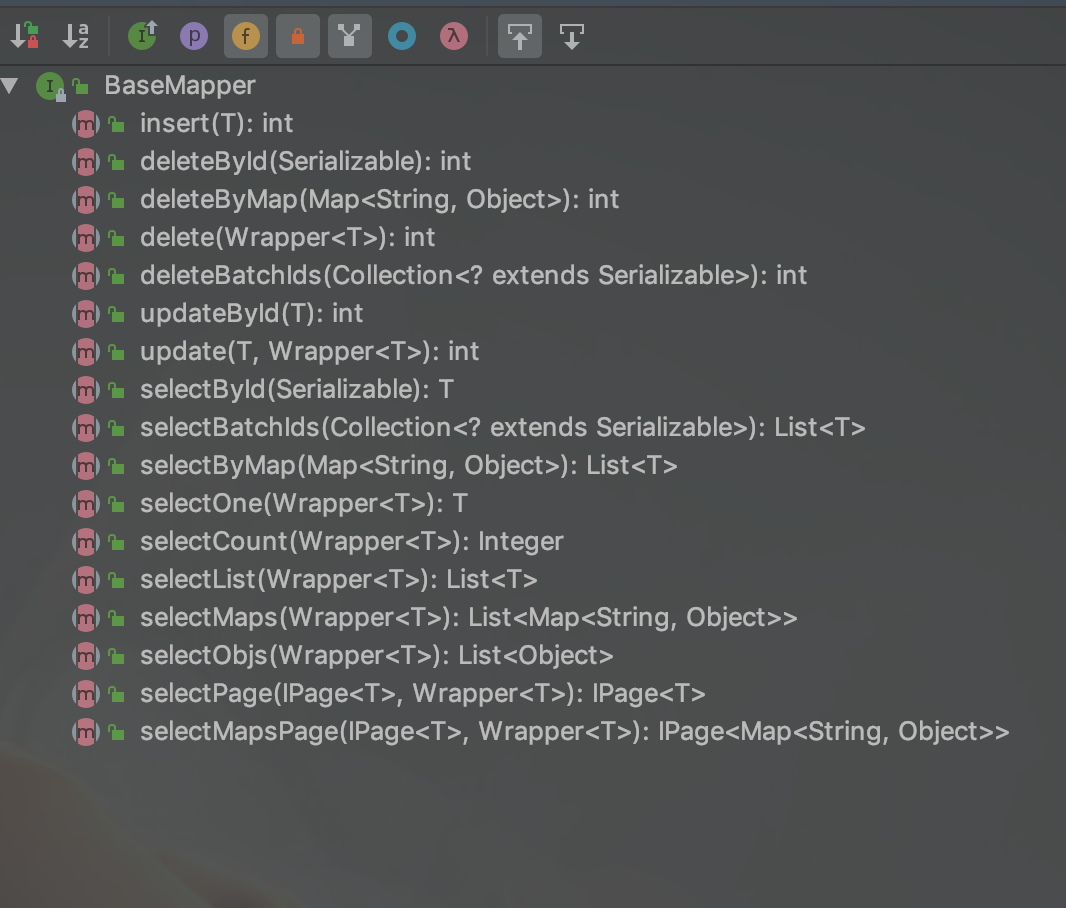 a
z
I
p
f
λ
I BaseMapper
m insert(T): int
m deleteById(Serializable): int
m deleteByMap(Map<String, Object>): int
m delete(Wrapper<T>): int
m deleteBatchIds(Collection<? extends Serializable>): int
m updateById(T): int
m update(T, Wrapper<T>): int
m selectById(Serializable): T
m selectBatchIds(Collection<? extends Serializable>): List<T>
m selectByMap(Map<String, Object>): List<T>
m selectOne(Wrapper<T>): T
m selectCount(Wrapper<T>): Integer
m selectList(Wrapper<T>): List<T>
m selectMaps(Wrapper<T>): List<Map<String, Object>>
m selectObjs(Wrapper<T>): List<Object>
m selectPage(IPage<T>, Wrapper<T>): IPage<T>
m selectMapsPage(IPage<T>, Wrapper<T>): IPage<Map<String, Object>>